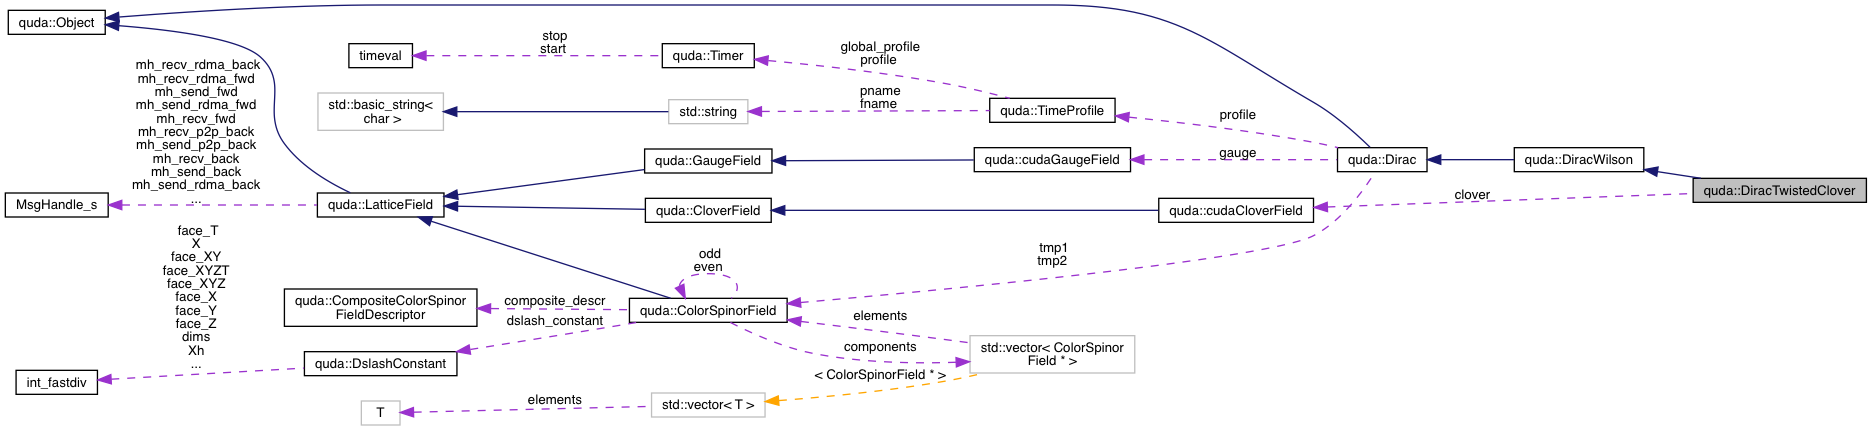 quda::Object
timeval
stop
start
quda::Timer
global_profile
profile
mh_recv_rdma_back
mh_recv_rdma_fwd
mh_send_fwd
mh_send_rdma_fwd
mh_recv_fwd
mh_recv_p2p_back
mh_send_p2p_back
mh_recv_back
mh_send_back
mh_send_rdma_back
...
std::basic_string<
char >
std::string
pname
fname
quda::TimeProfile
profile
quda::GaugeField
quda::cudaGaugeField
gauge
quda::Dirac
quda::DiracWilson
quda::DiracTwistedClover
MsgHandle_s
quda::LatticeField
quda::CloverField
quda::cudaCloverField
clover
face_T
X
face_XY
face_XYZT
face_XYZ
face_X
face_Y
face_Z
dims
Xh
...
odd
even
tmp1
tmp2
quda::CompositeColorSpinor
FieldDescriptor
composite_descr
dslash_constant
quda::ColorSpinorField
elements
components
std::vector< ColorSpinor
Field * >
int_fastdiv
quda::DslashConstant
< ColorSpinorField * >
T
elements
std::vector< T >